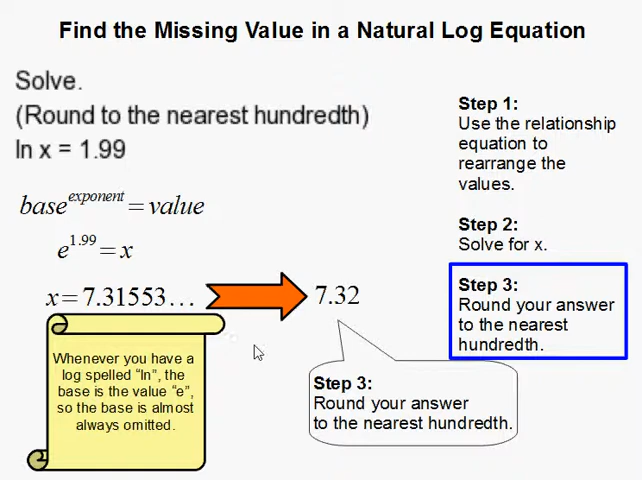 Find the Missing Value in a Natural Log Equation
Solve.
(Round to the nearest hundredth)
ln x = 1.99
base^exponent = value
e^1.99 = x
x = 7.31553…
7.32
Whenever you have a
log spelled “ln”, the
base is the value “e”,
so the base is almost
always omitted.
Step 3:
Round your answer
to the nearest hundredth.
Step 1:
Use the relationship
equation to
rearrange the
values.
Step 2:
Solve for x.
Step 3:
Round your answer
to the nearest
hundredth.